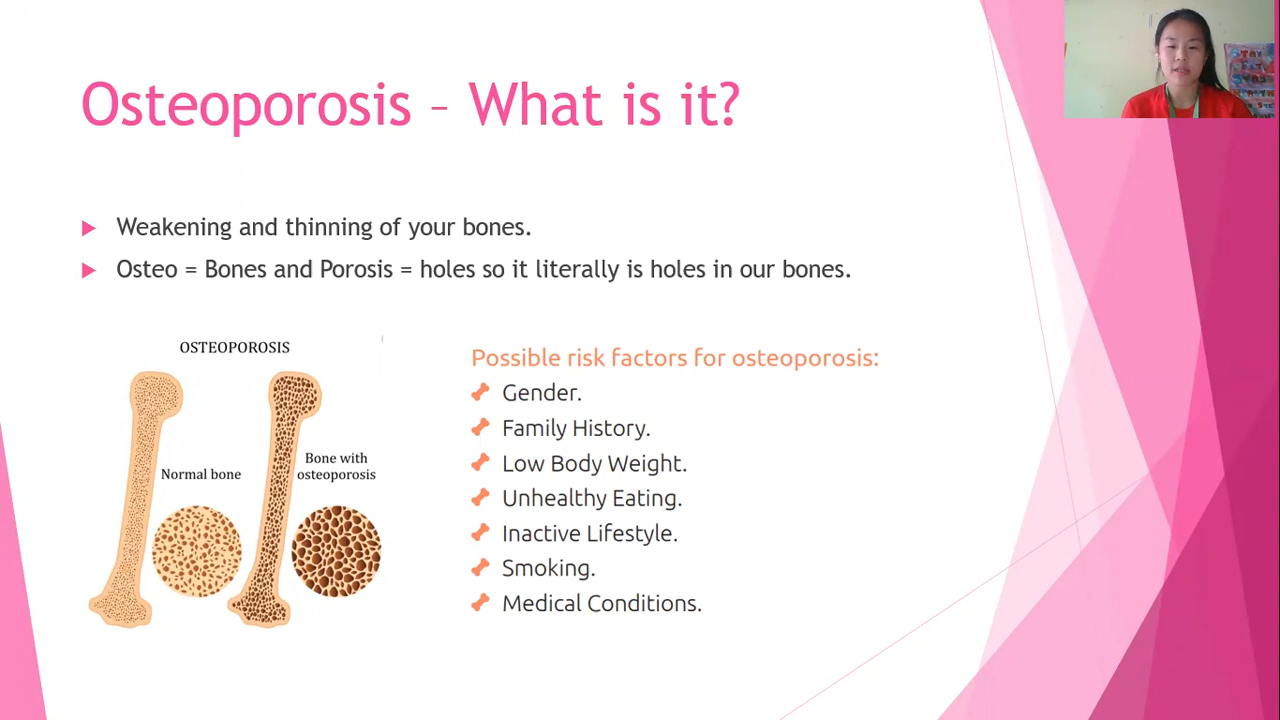 Osteoporosis – What is it?
Weakening and thinning of your bones.
Osteo = Bones and Porosis = holes so it literally is holes in our bones.
OSTEOPOROSIS
Normal bone
Bone with
osteoporosis
Possible risk factors for osteoporosis:
Gender.
Family History.
Low Body Weight.
Unhealthy Eating.
Inactive Lifestyle.
Smoking.
Medical Conditions.